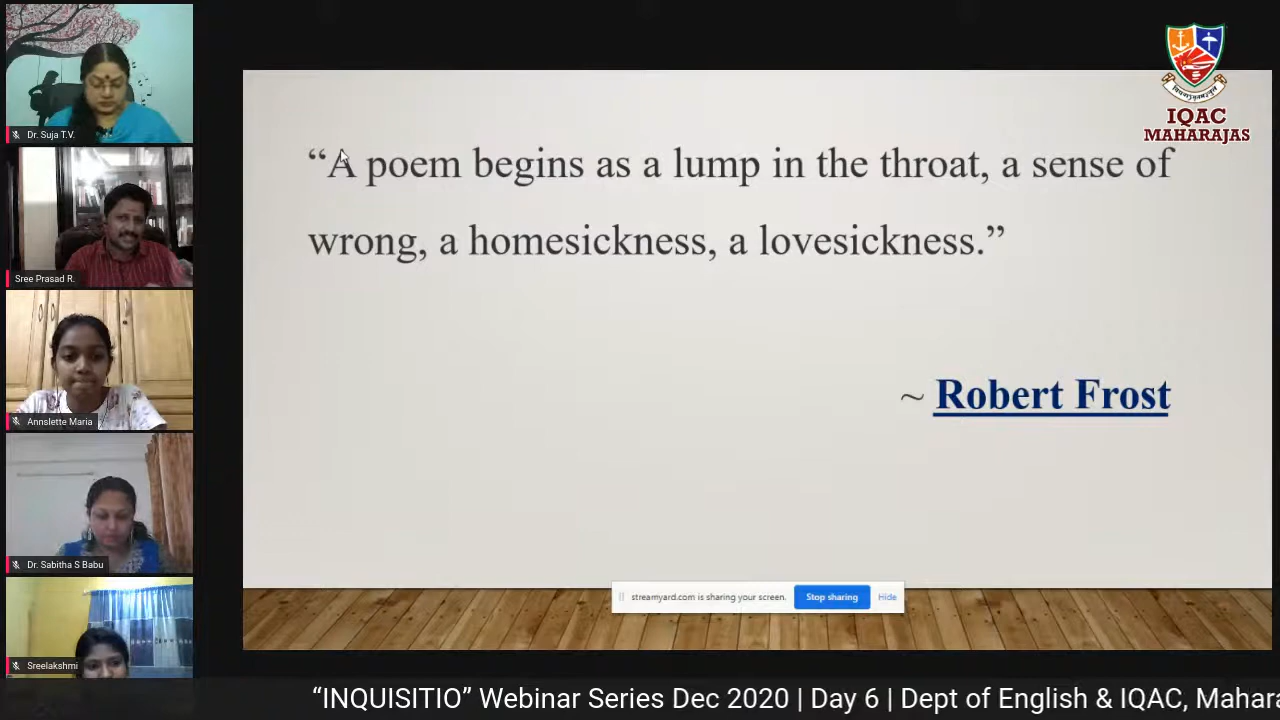 Dr. Suja T.V.
Sree Prasad R.
Annslette Maria
Dr. Sabitha S Babu
Sreelakshmi
IQAC
MAHARAJAS
“A poem begins as a lump in the throat, a sense of
wrong, a homesickness, a lovesickness.”
~ Robert Frost
streamyard.com is sharing your screen. Stop sharing Hide
“INQUISITIO” Webinar Series Dec 2020 | Day 6 | Dept of English & IQAC, Mahara